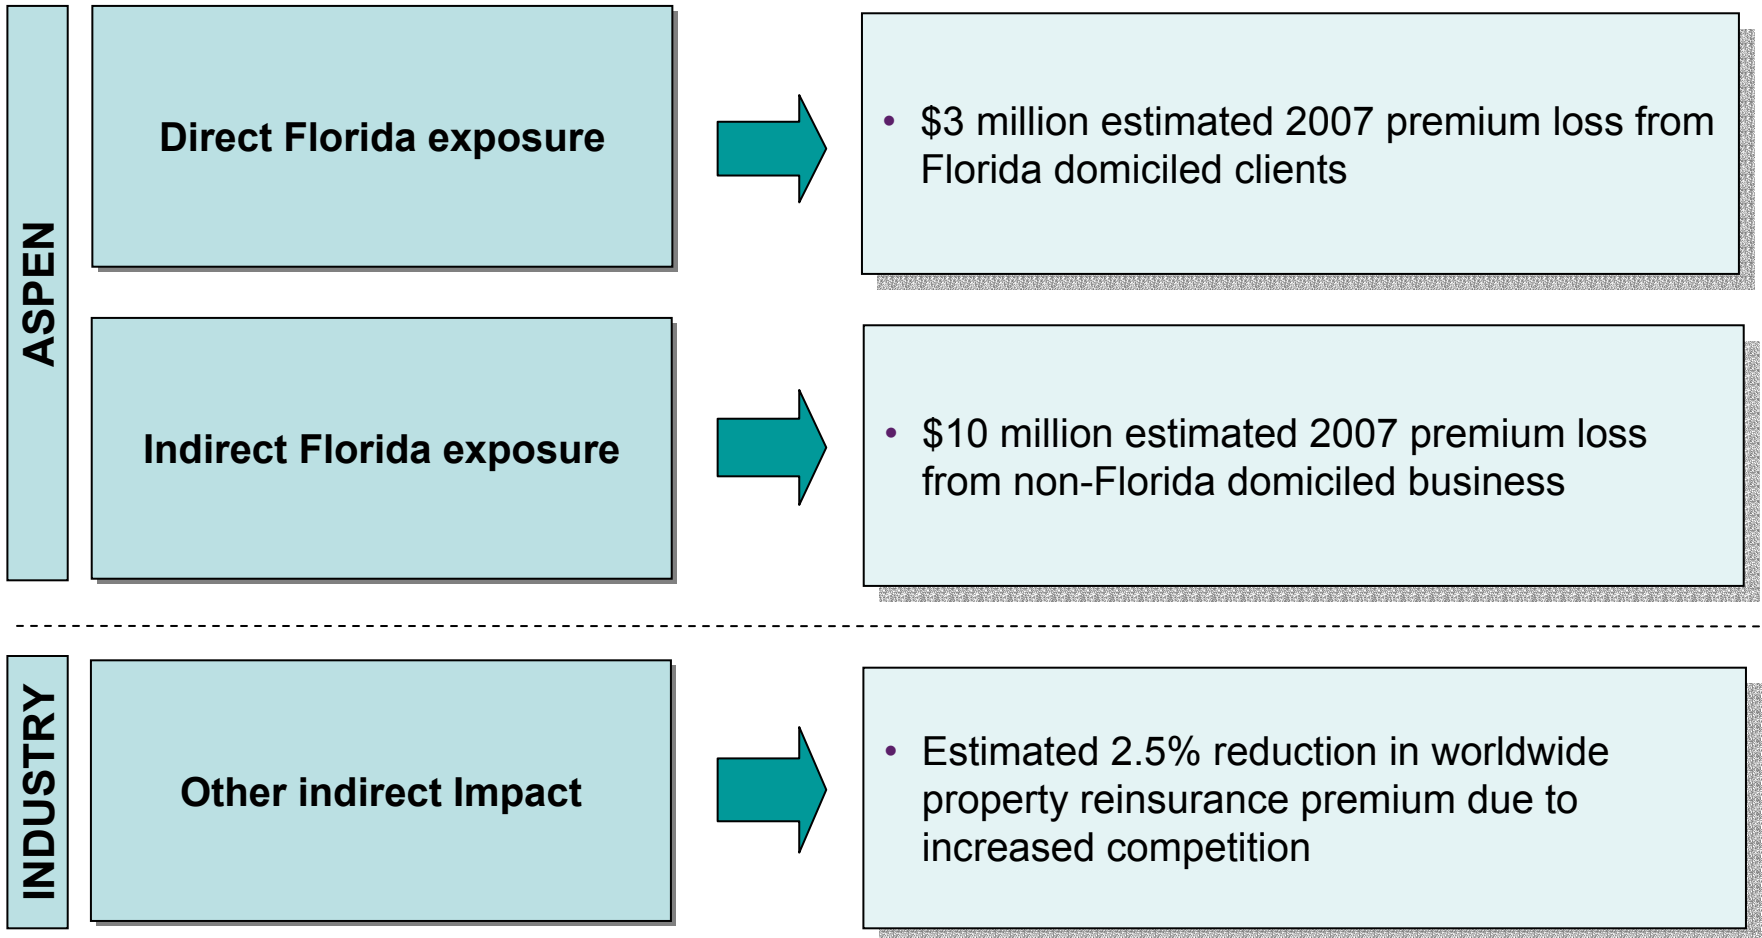 ASPEN
Direct Florida exposure
• $3 million estimated 2007 premium loss from
Florida domiciled clients
Indirect Florida exposure
• $10 million estimated 2007 premium loss
from non-Florida domiciled business
INDUSTRY
Other indirect Impact
• Estimated 2.5% reduction in worldwide
property reinsurance premium due to
increased competition